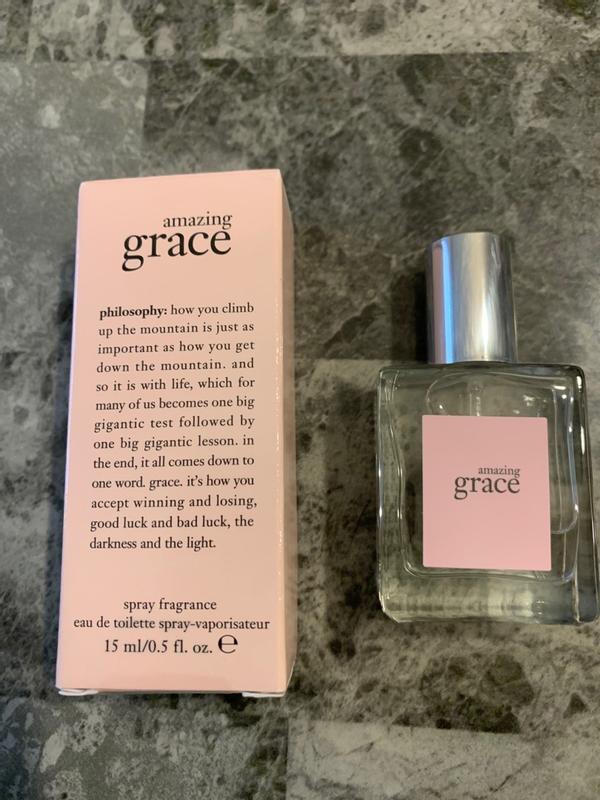 amazing
grace
philosophy: how you climb
up the mountain is just as
important as how you get
down the mountain. and
so it is with life, which for
many of us becomes one big
gigantic test followed by
one big gigantic lesson. in
the end, it all comes down to
one word. grace. it's how you
accept winning and losing,
good luck and bad luck, the
darkness and the light.
spray fragrance
eau de toilette spray-vaporisateur
15 ml/0.5 fl. oz. ℮
amazing
grace